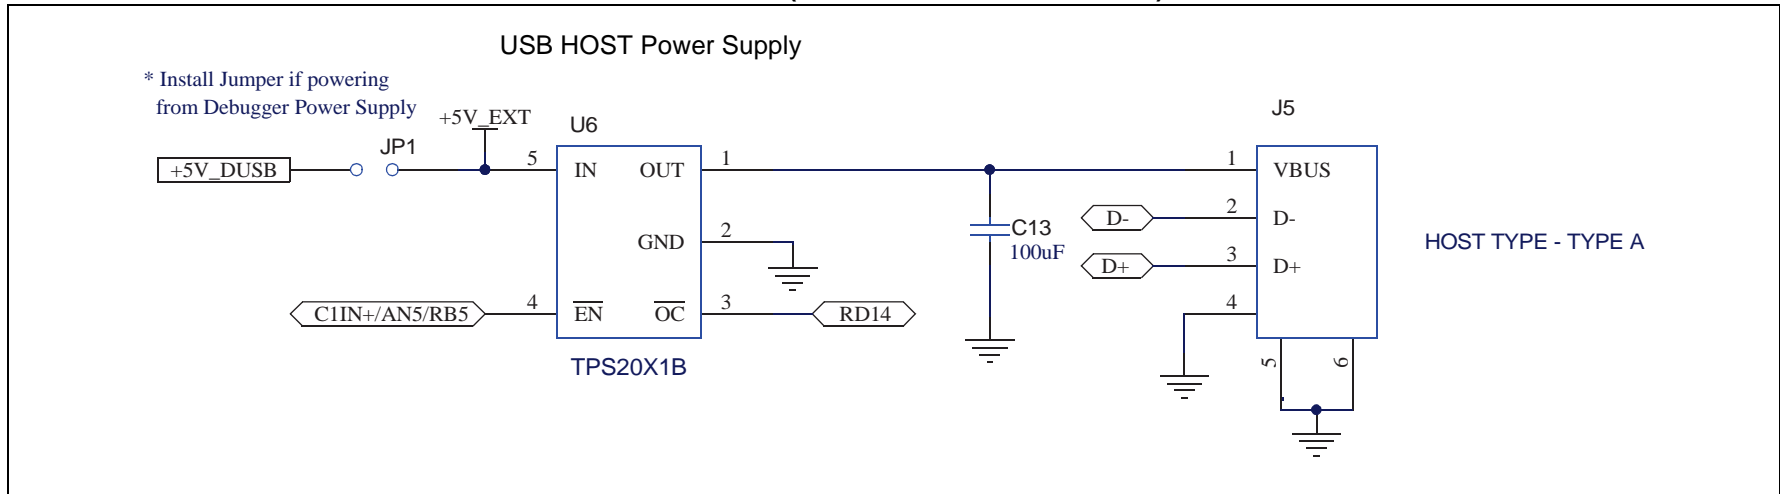 USB HOST Power Supply
* Install Jumper if powering
from Debugger Power Supply
+5V_EXT
JP1
+5V_DUSB
U6
5
IN
OUT
1
GND
2
C1IN+/AN5/RB5
4
EN
OC
3
RD14
TPS20X1B
C13
100uF
J5
1
VBUS
D-
2
D-
D+
3
D+
4
5
6
HOST TYPE - TYPE A